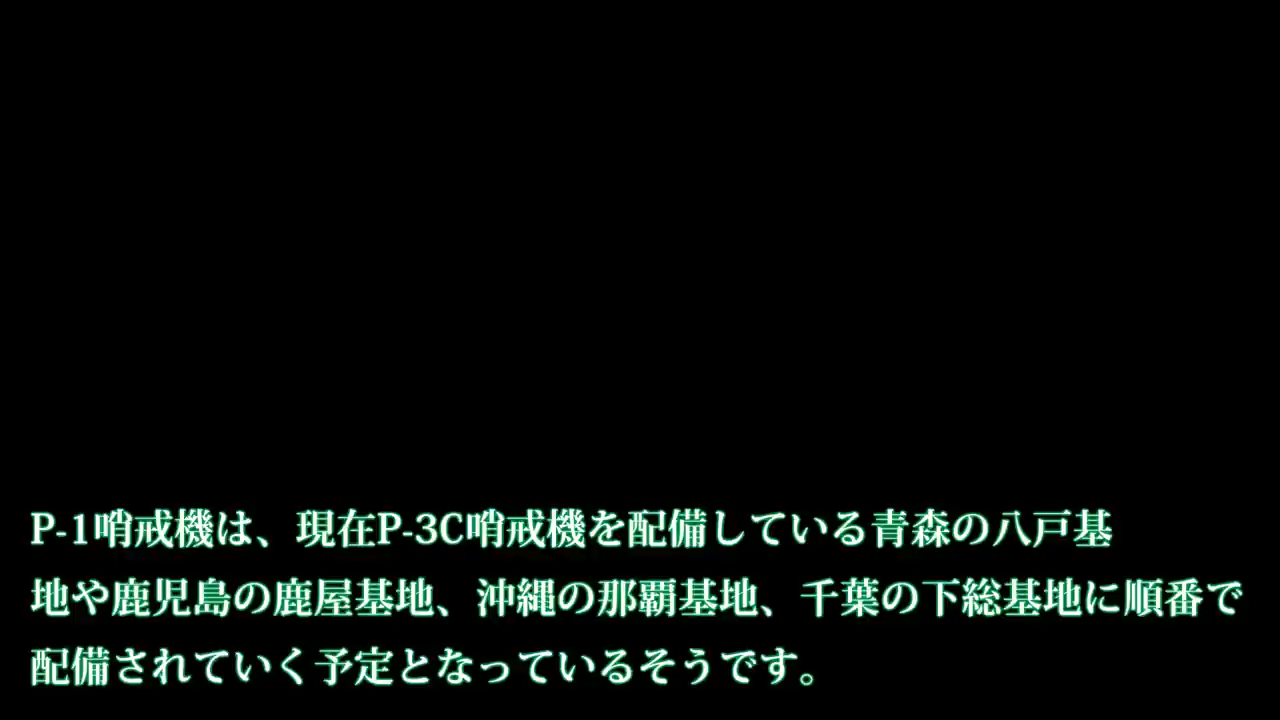 P-1哨戒機は、現在P-3C哨戒機を配備している青森の八戸基
地や鹿児島の鹿屋基地、沖縄の那覇基地、千葉の下総基地に順番で
配備されていく予定となっているそうです。